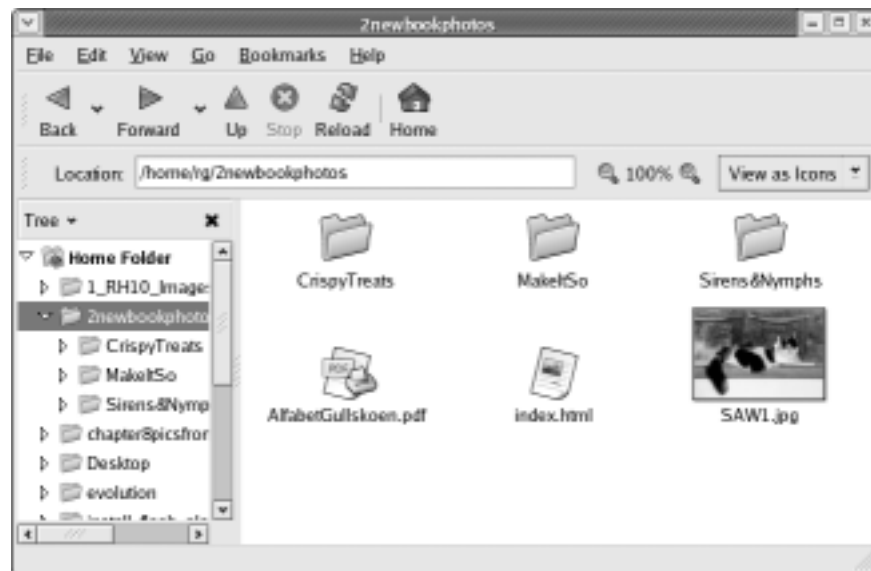 2newbookphotos
File Edit View Go Bookmarks Help
Back Forward Up Stop Reload Home
Location: /home/rg/2newbookphotos 100% View as Icons
Tree
Home Folder
1_RH10_Image
2newbookphoto
CrispyTreats
MakeItSo
Sirens&Nymp
chapter8picsfror
Desktop
evolution
CrispyTreats MakeItSo Sirens&Nymphs
PDF
AlfabetGullskoen.pdf index.html SAW1.jpg